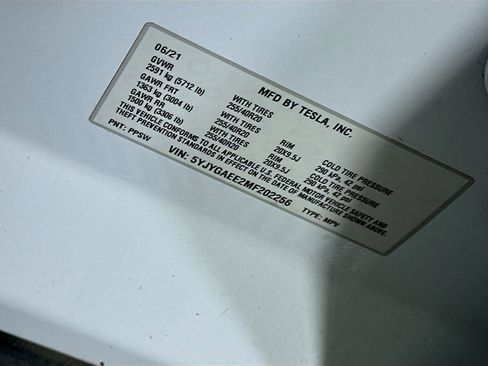 MFD BY TESLA, INC.
06/21
GVWR
2591 kg (5712 lb)
GAWR FRT WITH TIRES RIM COLD TIRE PRESSURE
1363 kg (3004 lb) 255/40R20 20X9.5J 290 kPa, 42 psi
GAWR RR WITH TIRES RIM COLD TIRE PRESSURE
1500 kg (3306 lb) 255/40R20 20X9.5J 290 kPa, 42 psi
THIS VEHICLE CONFORMS TO ALL APPLICABLE U.S. FEDERAL MOTOR VEHICLE SAFETY AND
THEFT PREVENTION STANDARDS IN EFFECT ON THE DATE OF MANUFACTURE SHOWN ABOVE.
PNT: PPSW VIN: 5YJYGAEE2MF202256 TYPE: MPV